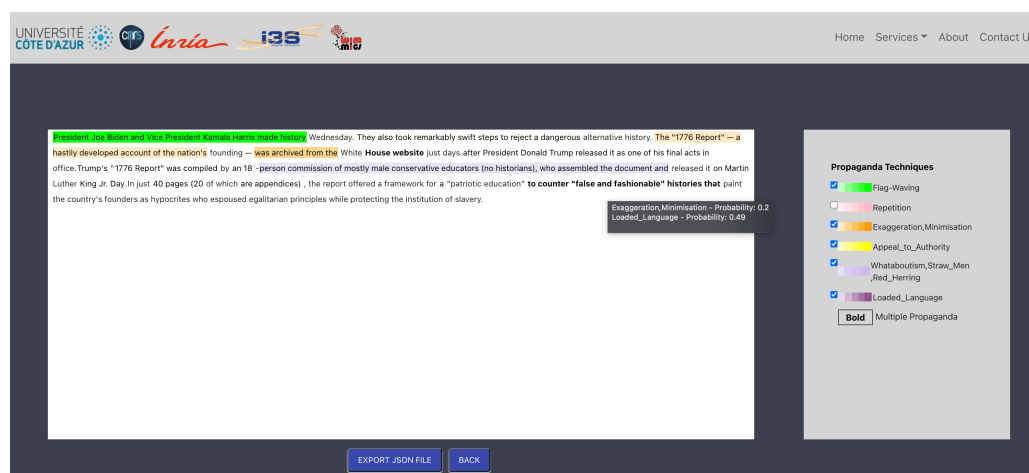 UNIVERSITÉ
CÔTE D'AZUR
cnrs
Inria
i3S
wim
mics
Home Services About Contact U
President Joe Biden and Vice President Kamala Harris made history Wednesday. They also took remarkably swift steps to reject a dangerous alternative history. The "1776 Report" — a
hastily developed account of the nation's founding — was archived from the White House website just days after President Donald Trump released it as one of his final acts in
office.Trump's "1776 Report" was compiled by an 18 -person commission of mostly male conservative educators (no historians), who assembled the document and released it on Martin
Luther King Jr. Day.In just 40 pages (20 of which are appendices) , the report offered a framework for a "patriotic education" to counter "false and fashionable" histories that paint
the country's founders as hypocrites who espoused egalitarian principles while protecting the institution of slavery.
Exaggeration,Minimisation - Probability: 0.2
Loaded_Language - Probability: 0.49
Propaganda Techniques
Flag-Waving
Repetition
Exaggeration,Minimisation
Appeal_to_Authority
Whataboutism,Straw_Men
,Red_Herring
Loaded_Language
Bold Multiple Propaganda
EXPORT JSON FILE BACK